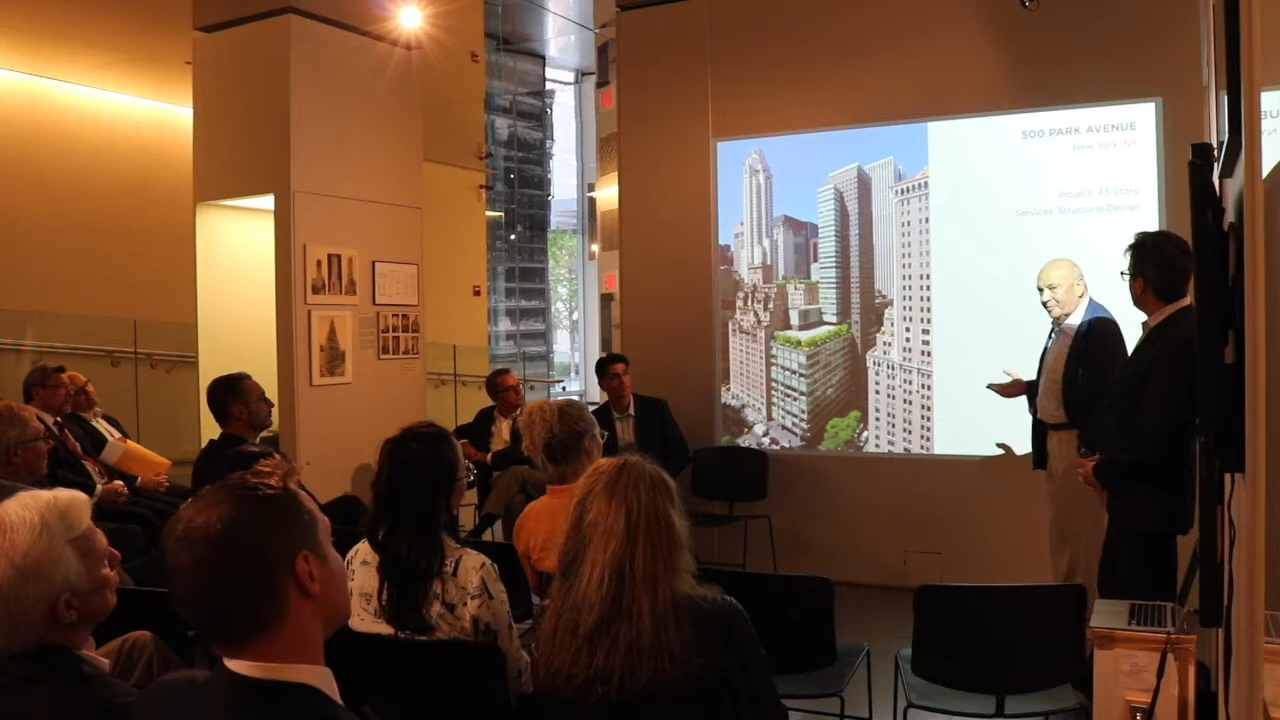 500 PARK AVENUE
New York, NY
Project: 43-Story
Services: Structural Design